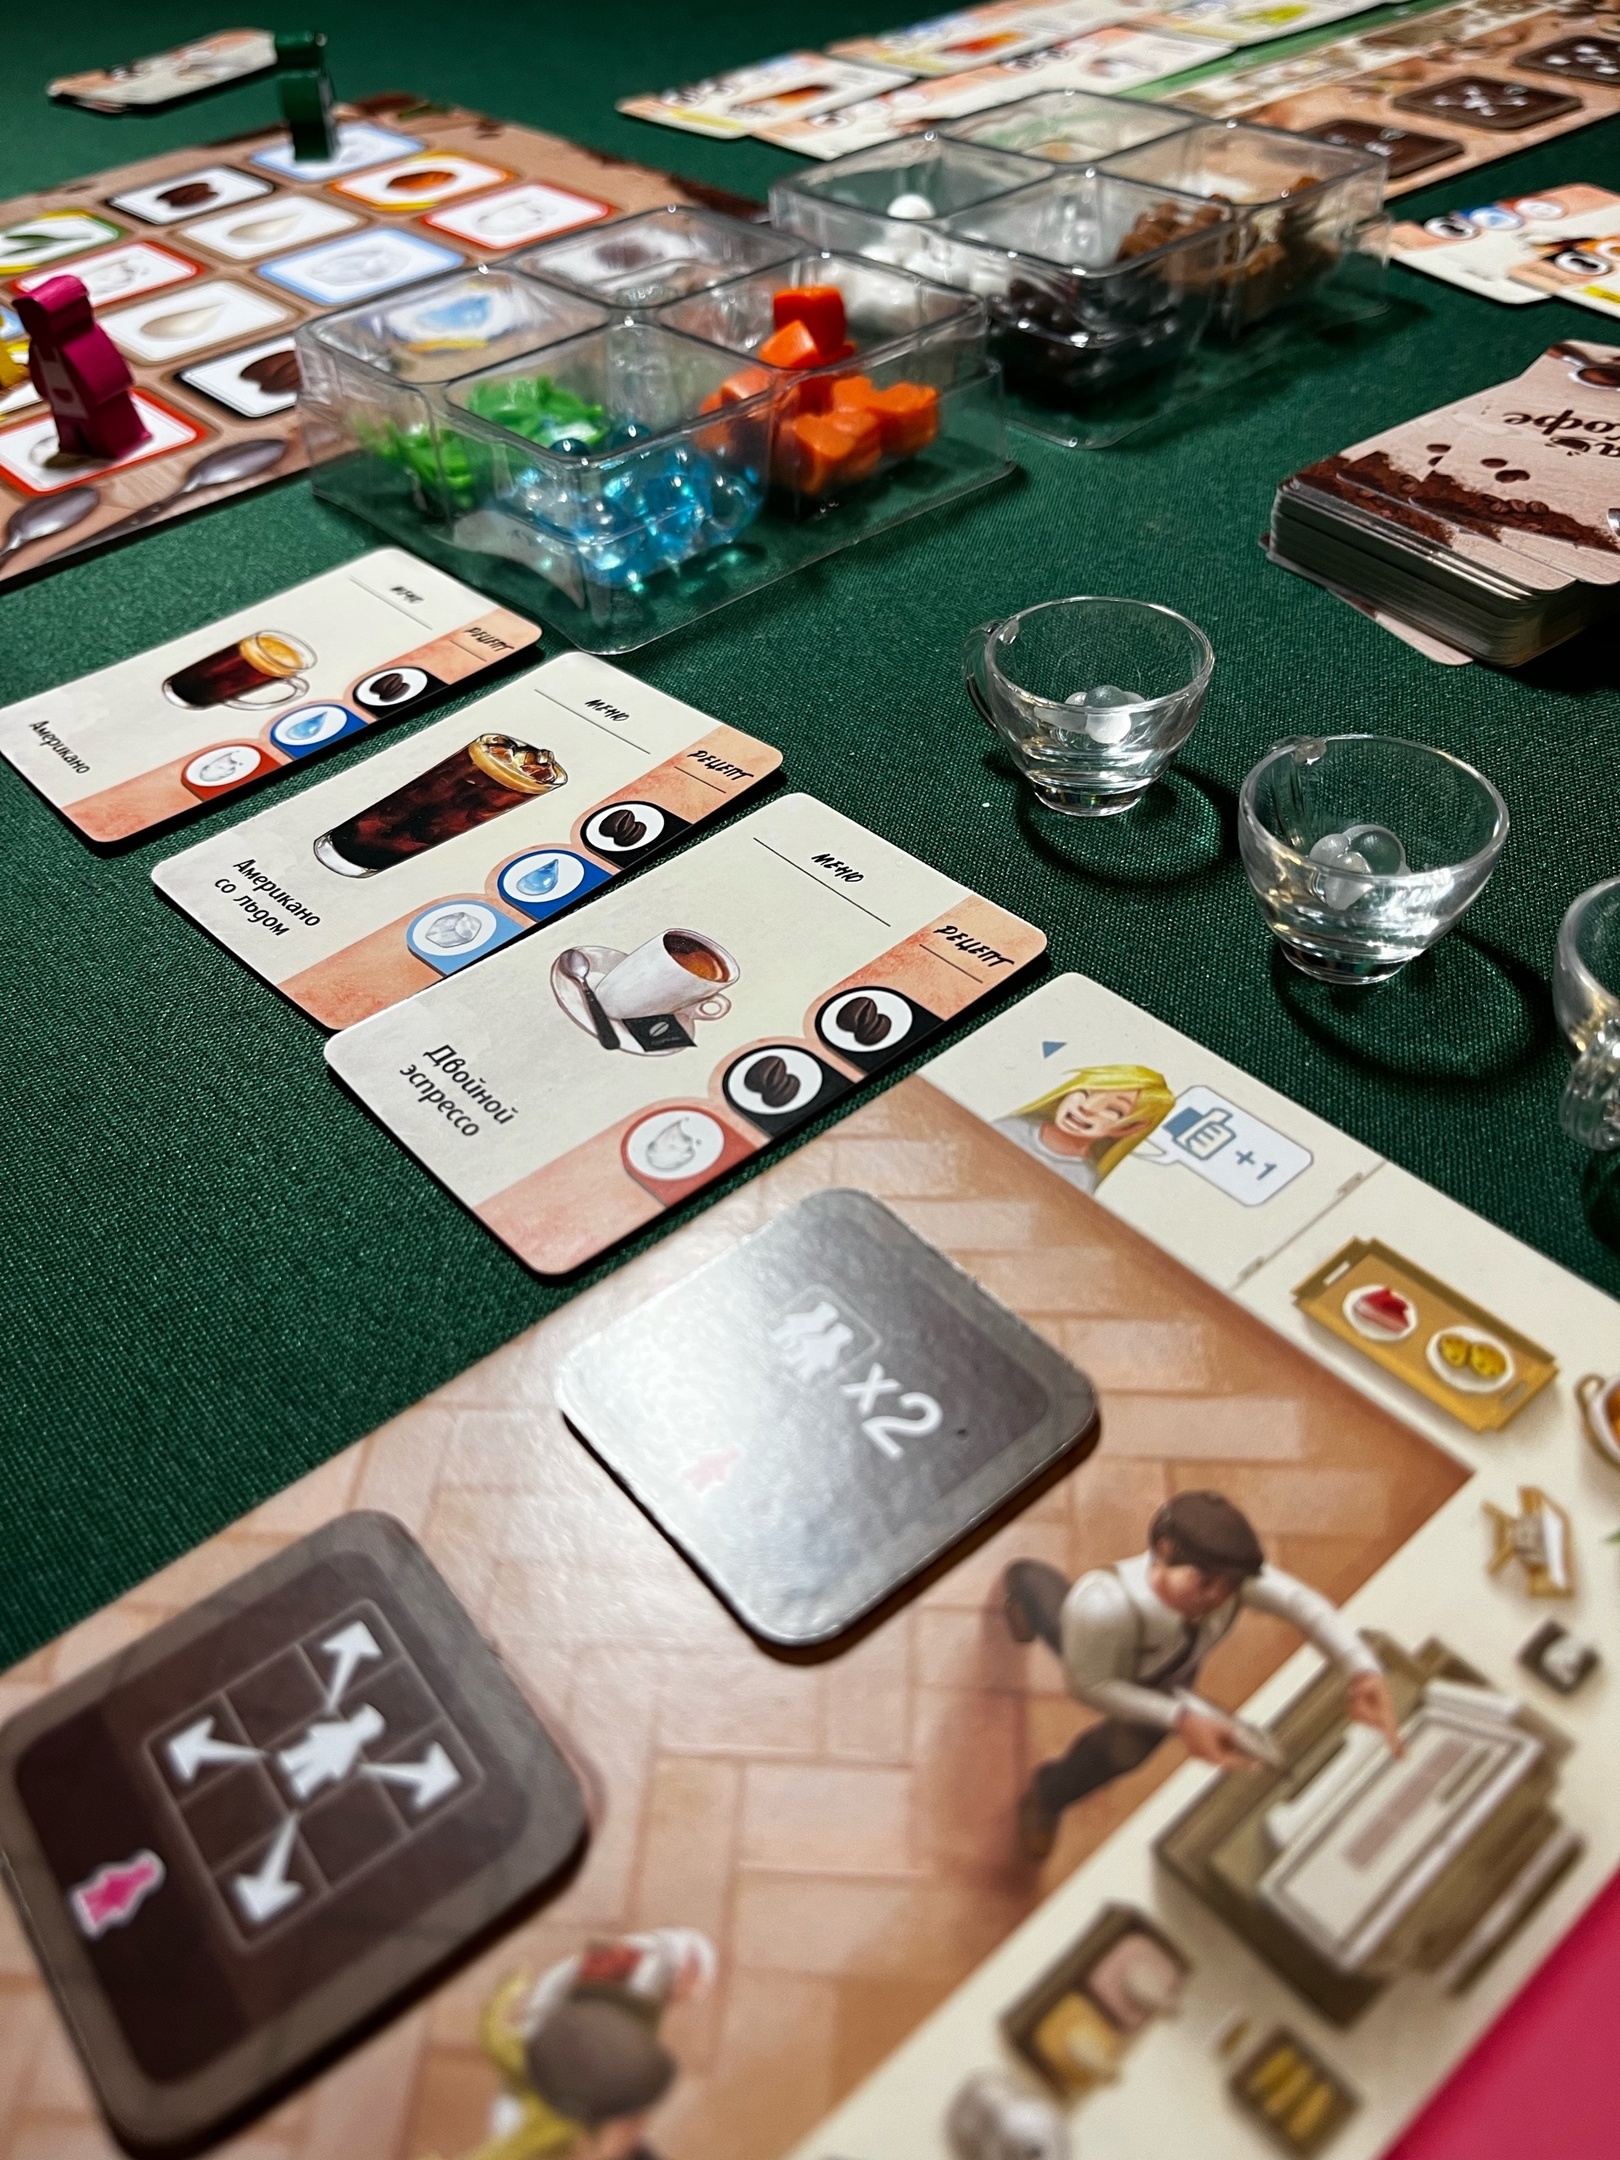 МЕНЮ
РЕЦЕПТ
Американо
МЕНЮ
РЕЦЕПТ
Американо
со льдом
МЕНЮ
РЕЦЕПТ
Двойной
эспрессо
+1
x2